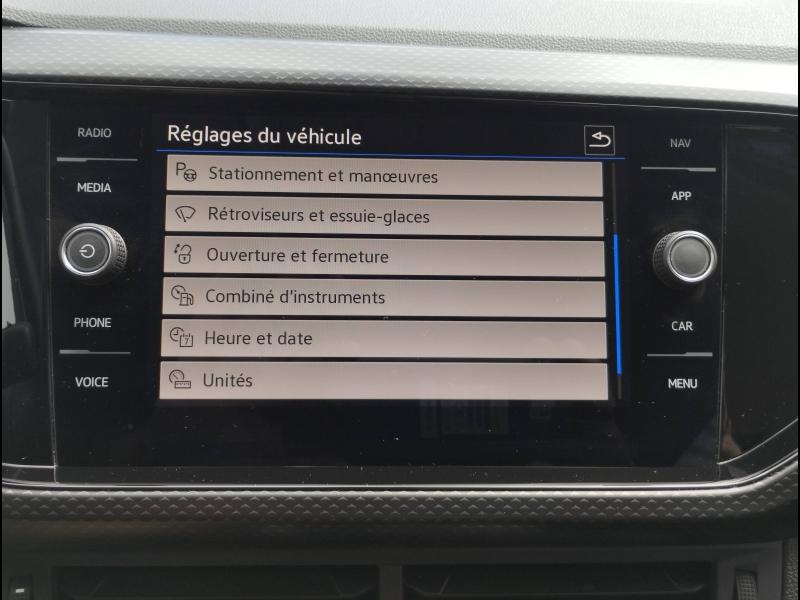 RADIO
MEDIA
PHONE
VOICE
Réglages du véhicule
Stationnement et manœuvres
Rétroviseurs et essuie-glaces
Ouverture et fermeture
Combiné d'instruments
Heure et date
Unités
NAV
APP
CAR
MENU